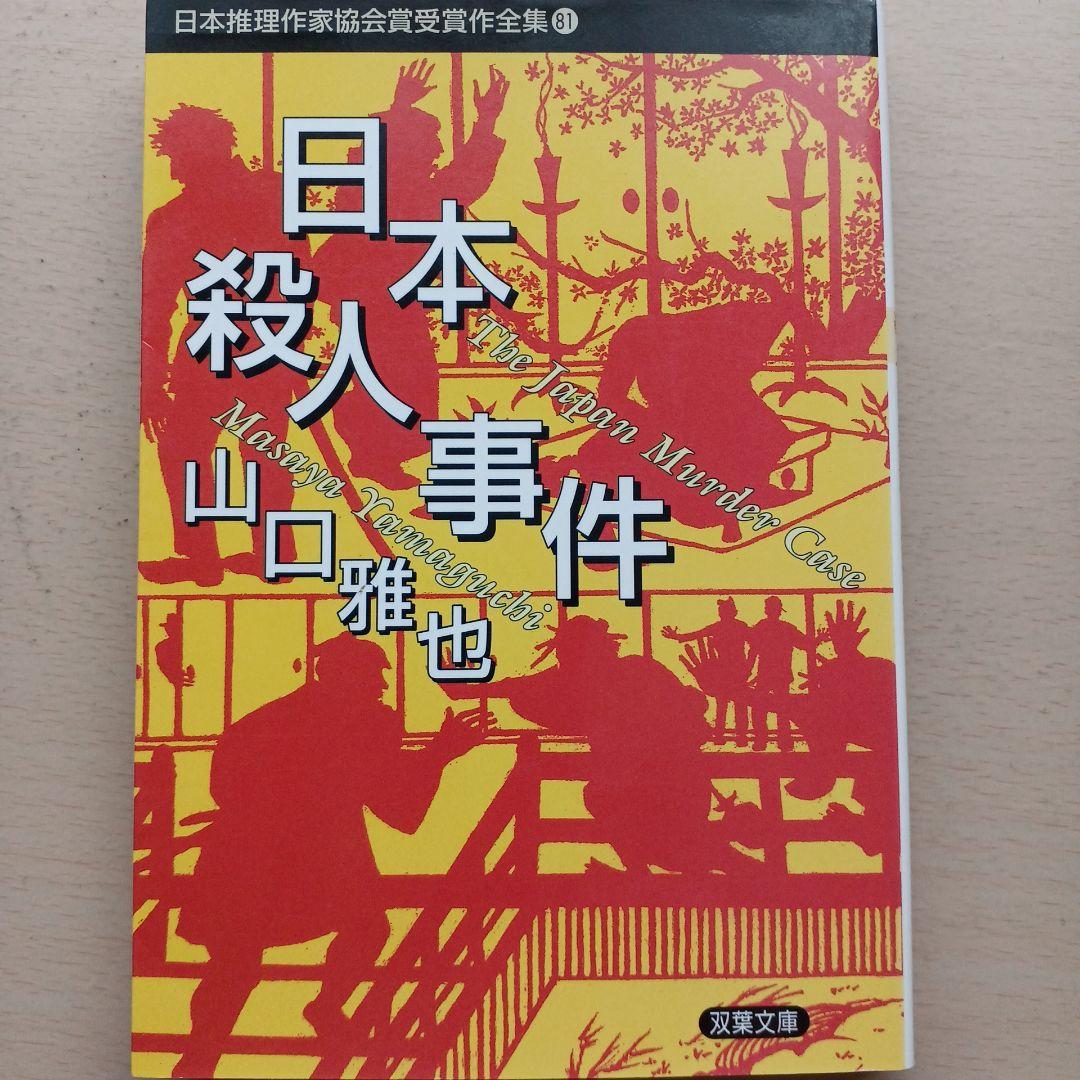 日本推理作家協会賞受賞作全集81
日本
殺人
事件
The Japan Murder Case
Masaya Yamaguchi
山口雅也
双葉文庫